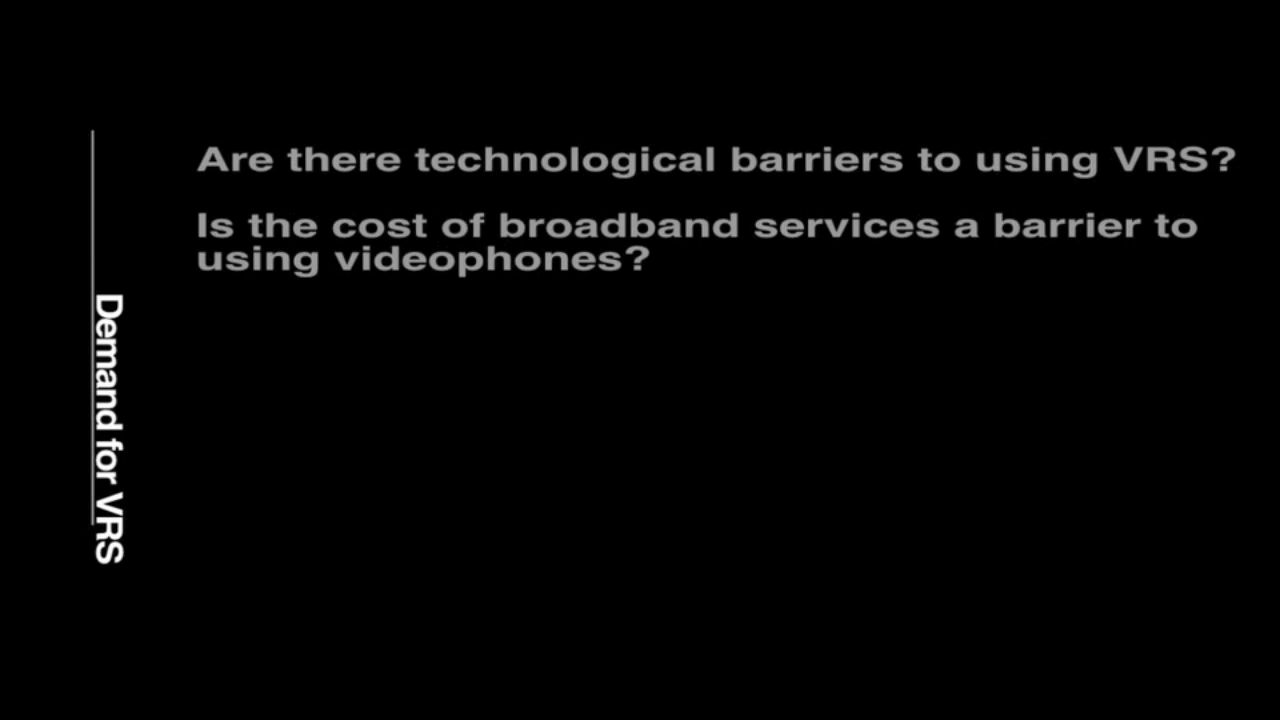 Are there technological barriers to using VRS?
Is the cost of broadband services a barrier to
using videophones?
Demand for VRS